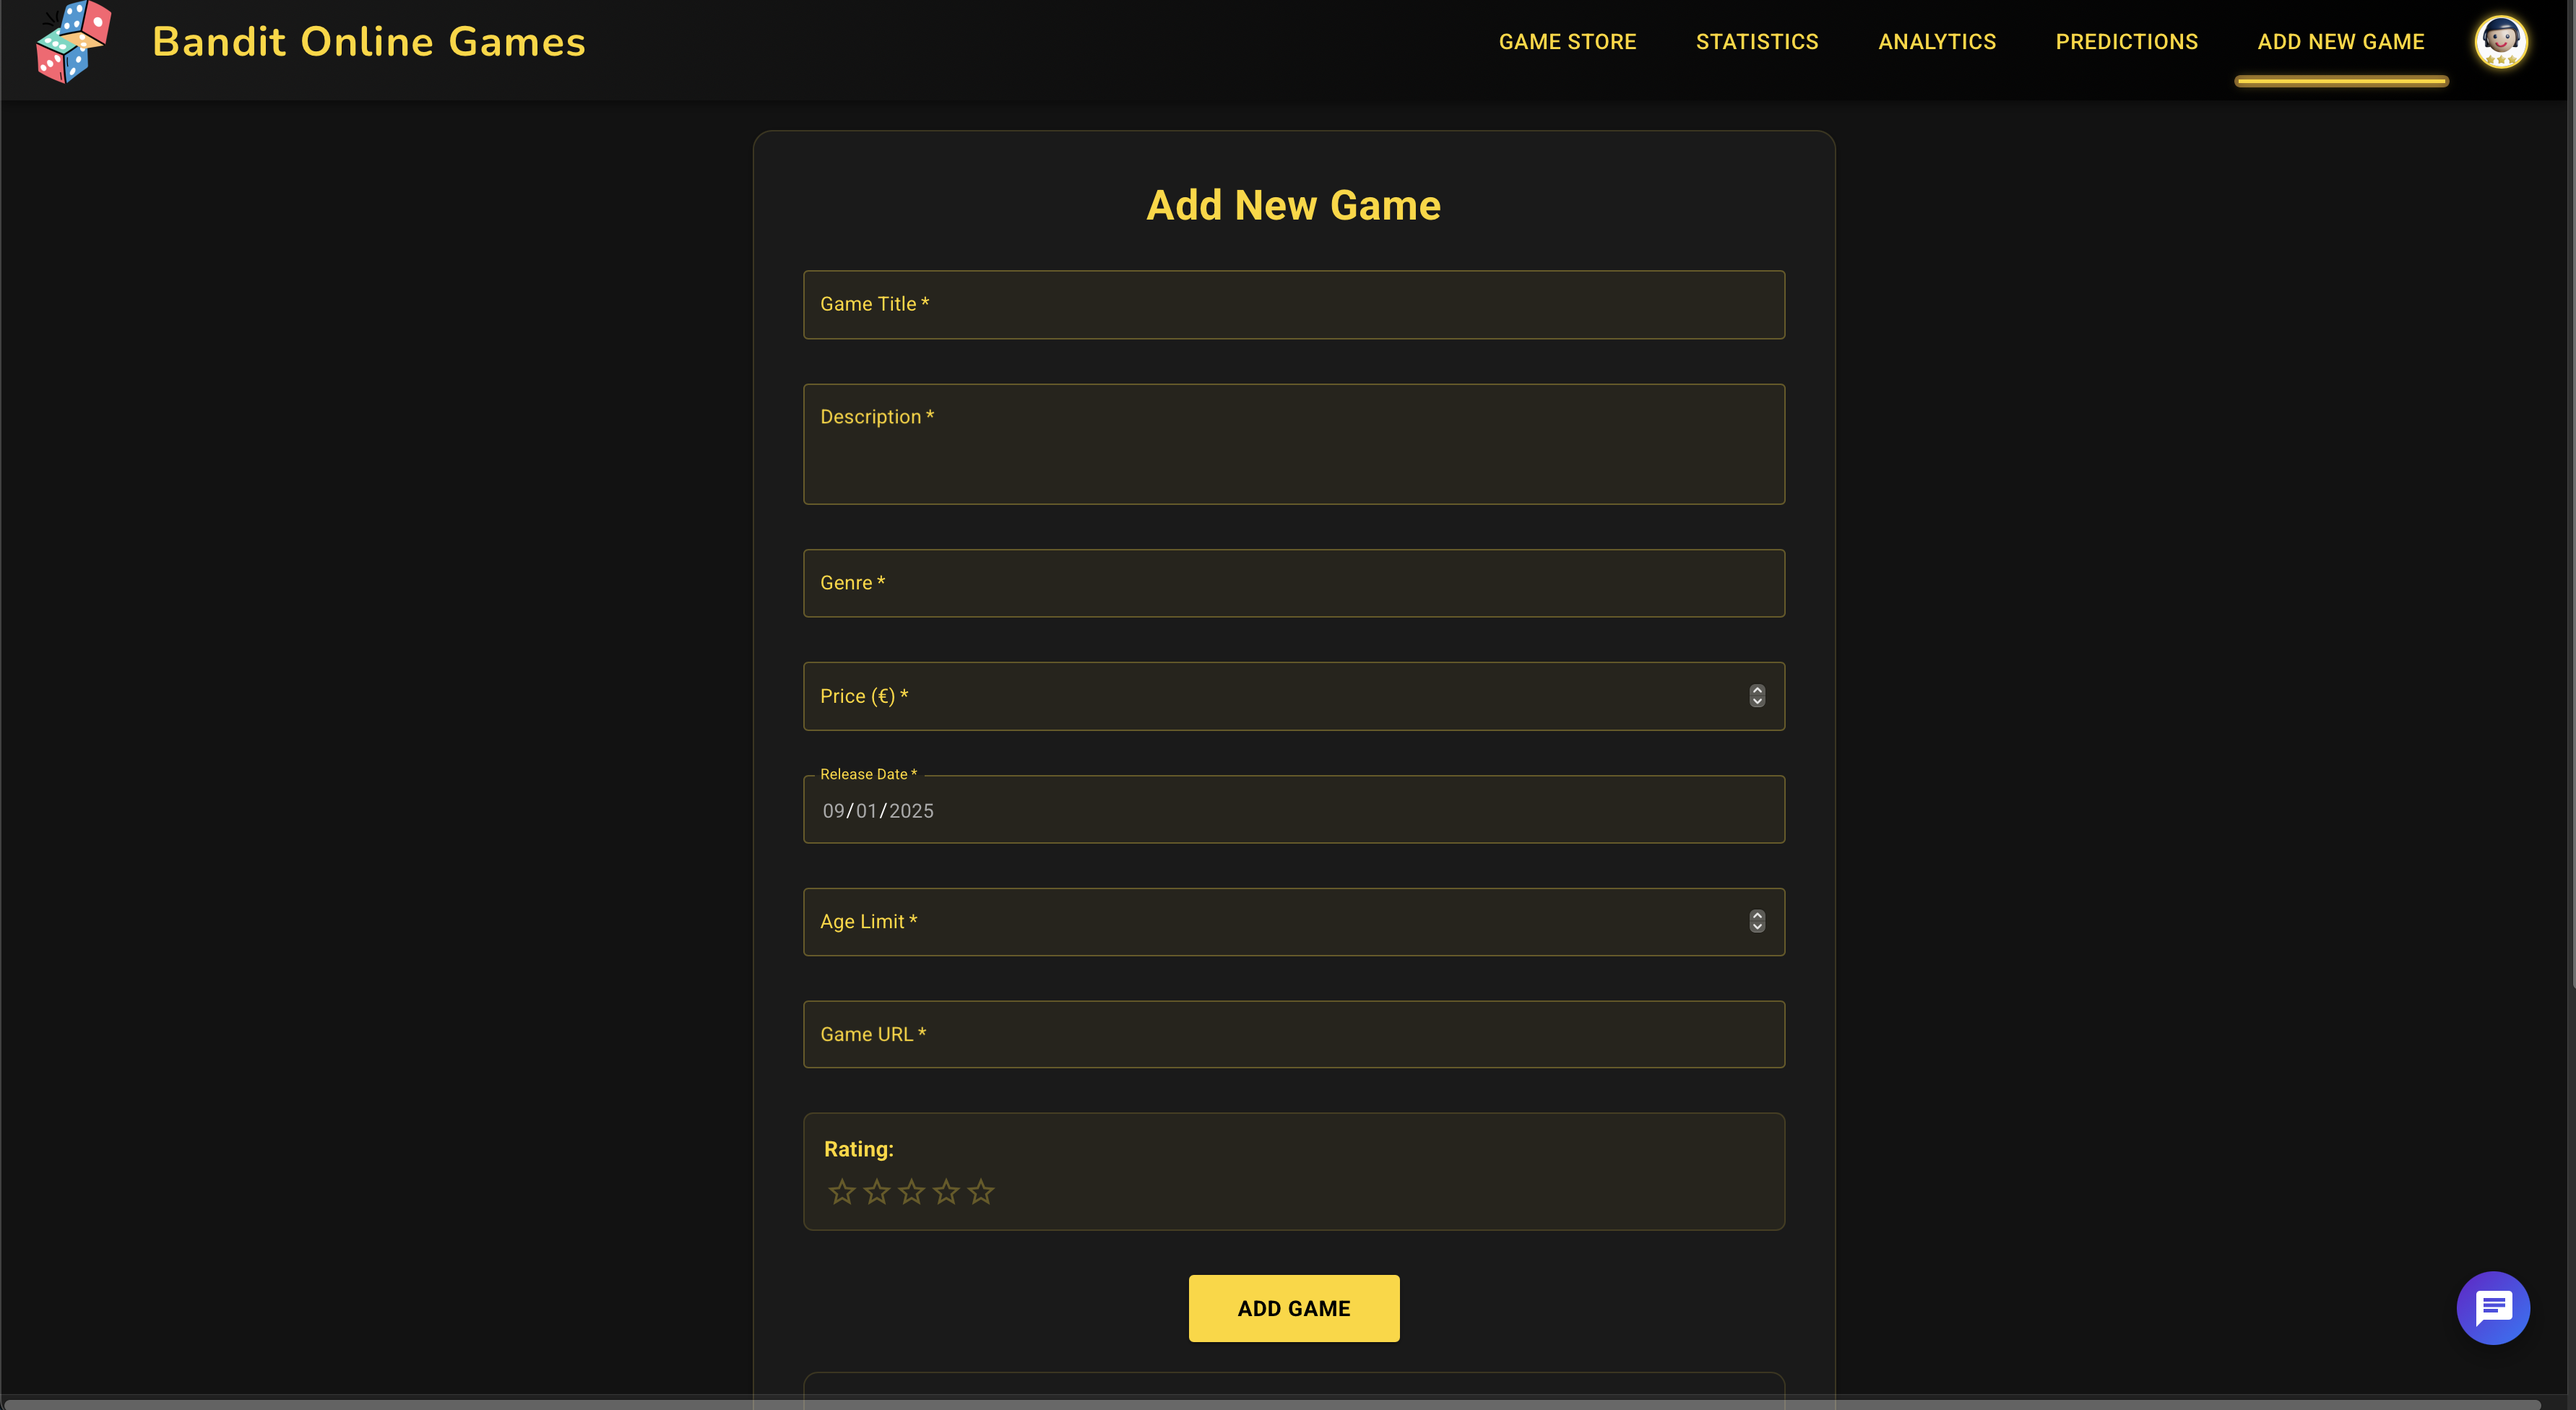 Bandit Online Games
GAME STORE
STATISTICS
ANALYTICS
PREDICTIONS
ADD NEW GAME
Add New Game
Game Title *
Description *
Genre *
Price (€) *
Release Date *
09/01/2025
Age Limit *
Game URL *
Rating:
ADD GAME